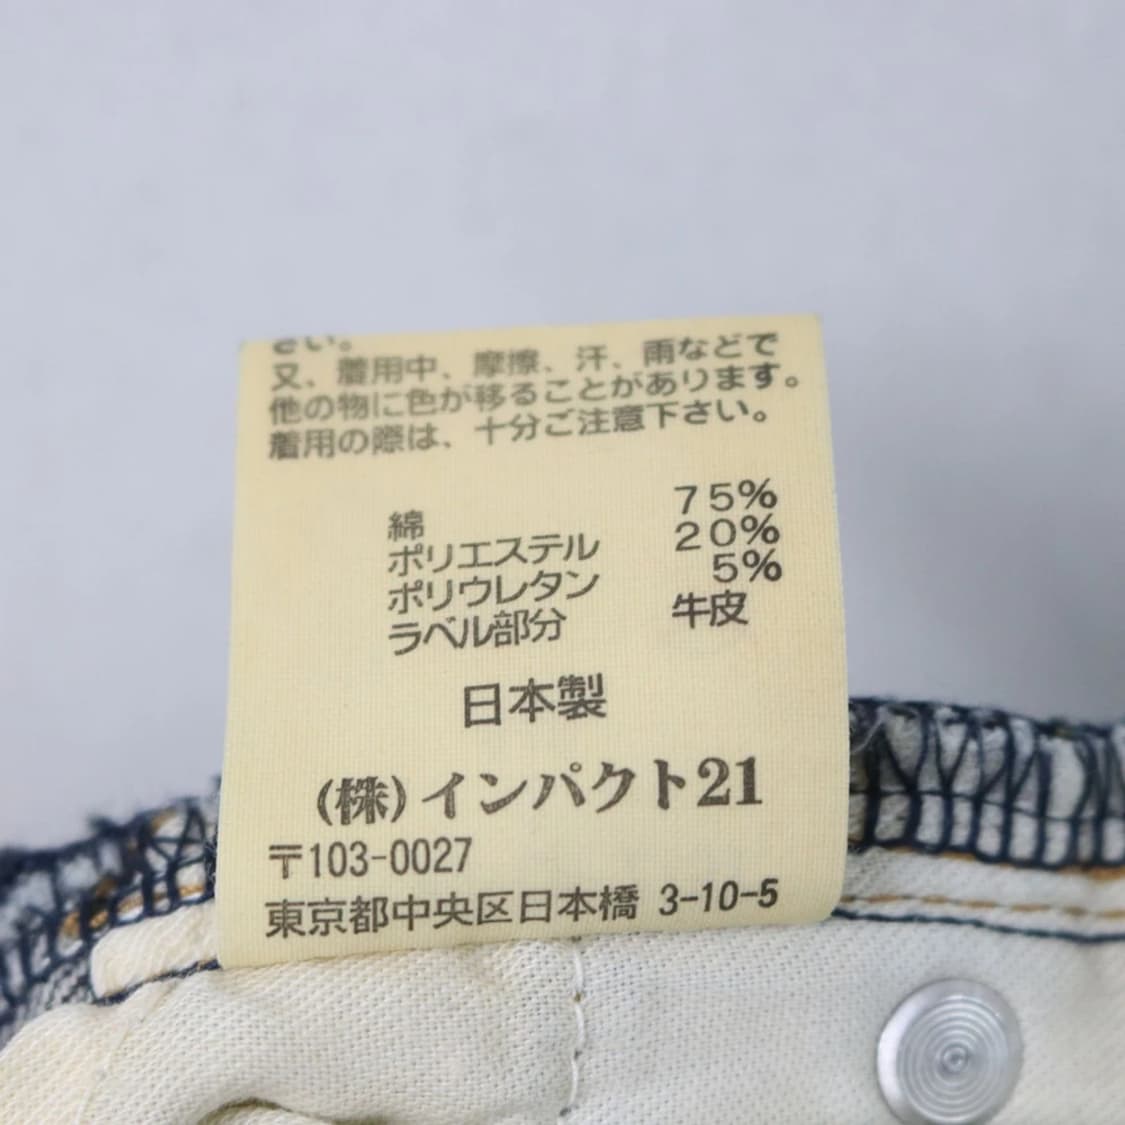 さい。
又、着用中、摩擦、汗、雨などで
他の物に色が移ることがあります。
着用の際は、十分ご注意下さい。
綿 75%
ポリエステル 20%
ポリウレタン 5%
ラベル部分 牛皮
日本製
(株)インパクト21
〒103-0027
東京都中央区日本橋 3-10-5